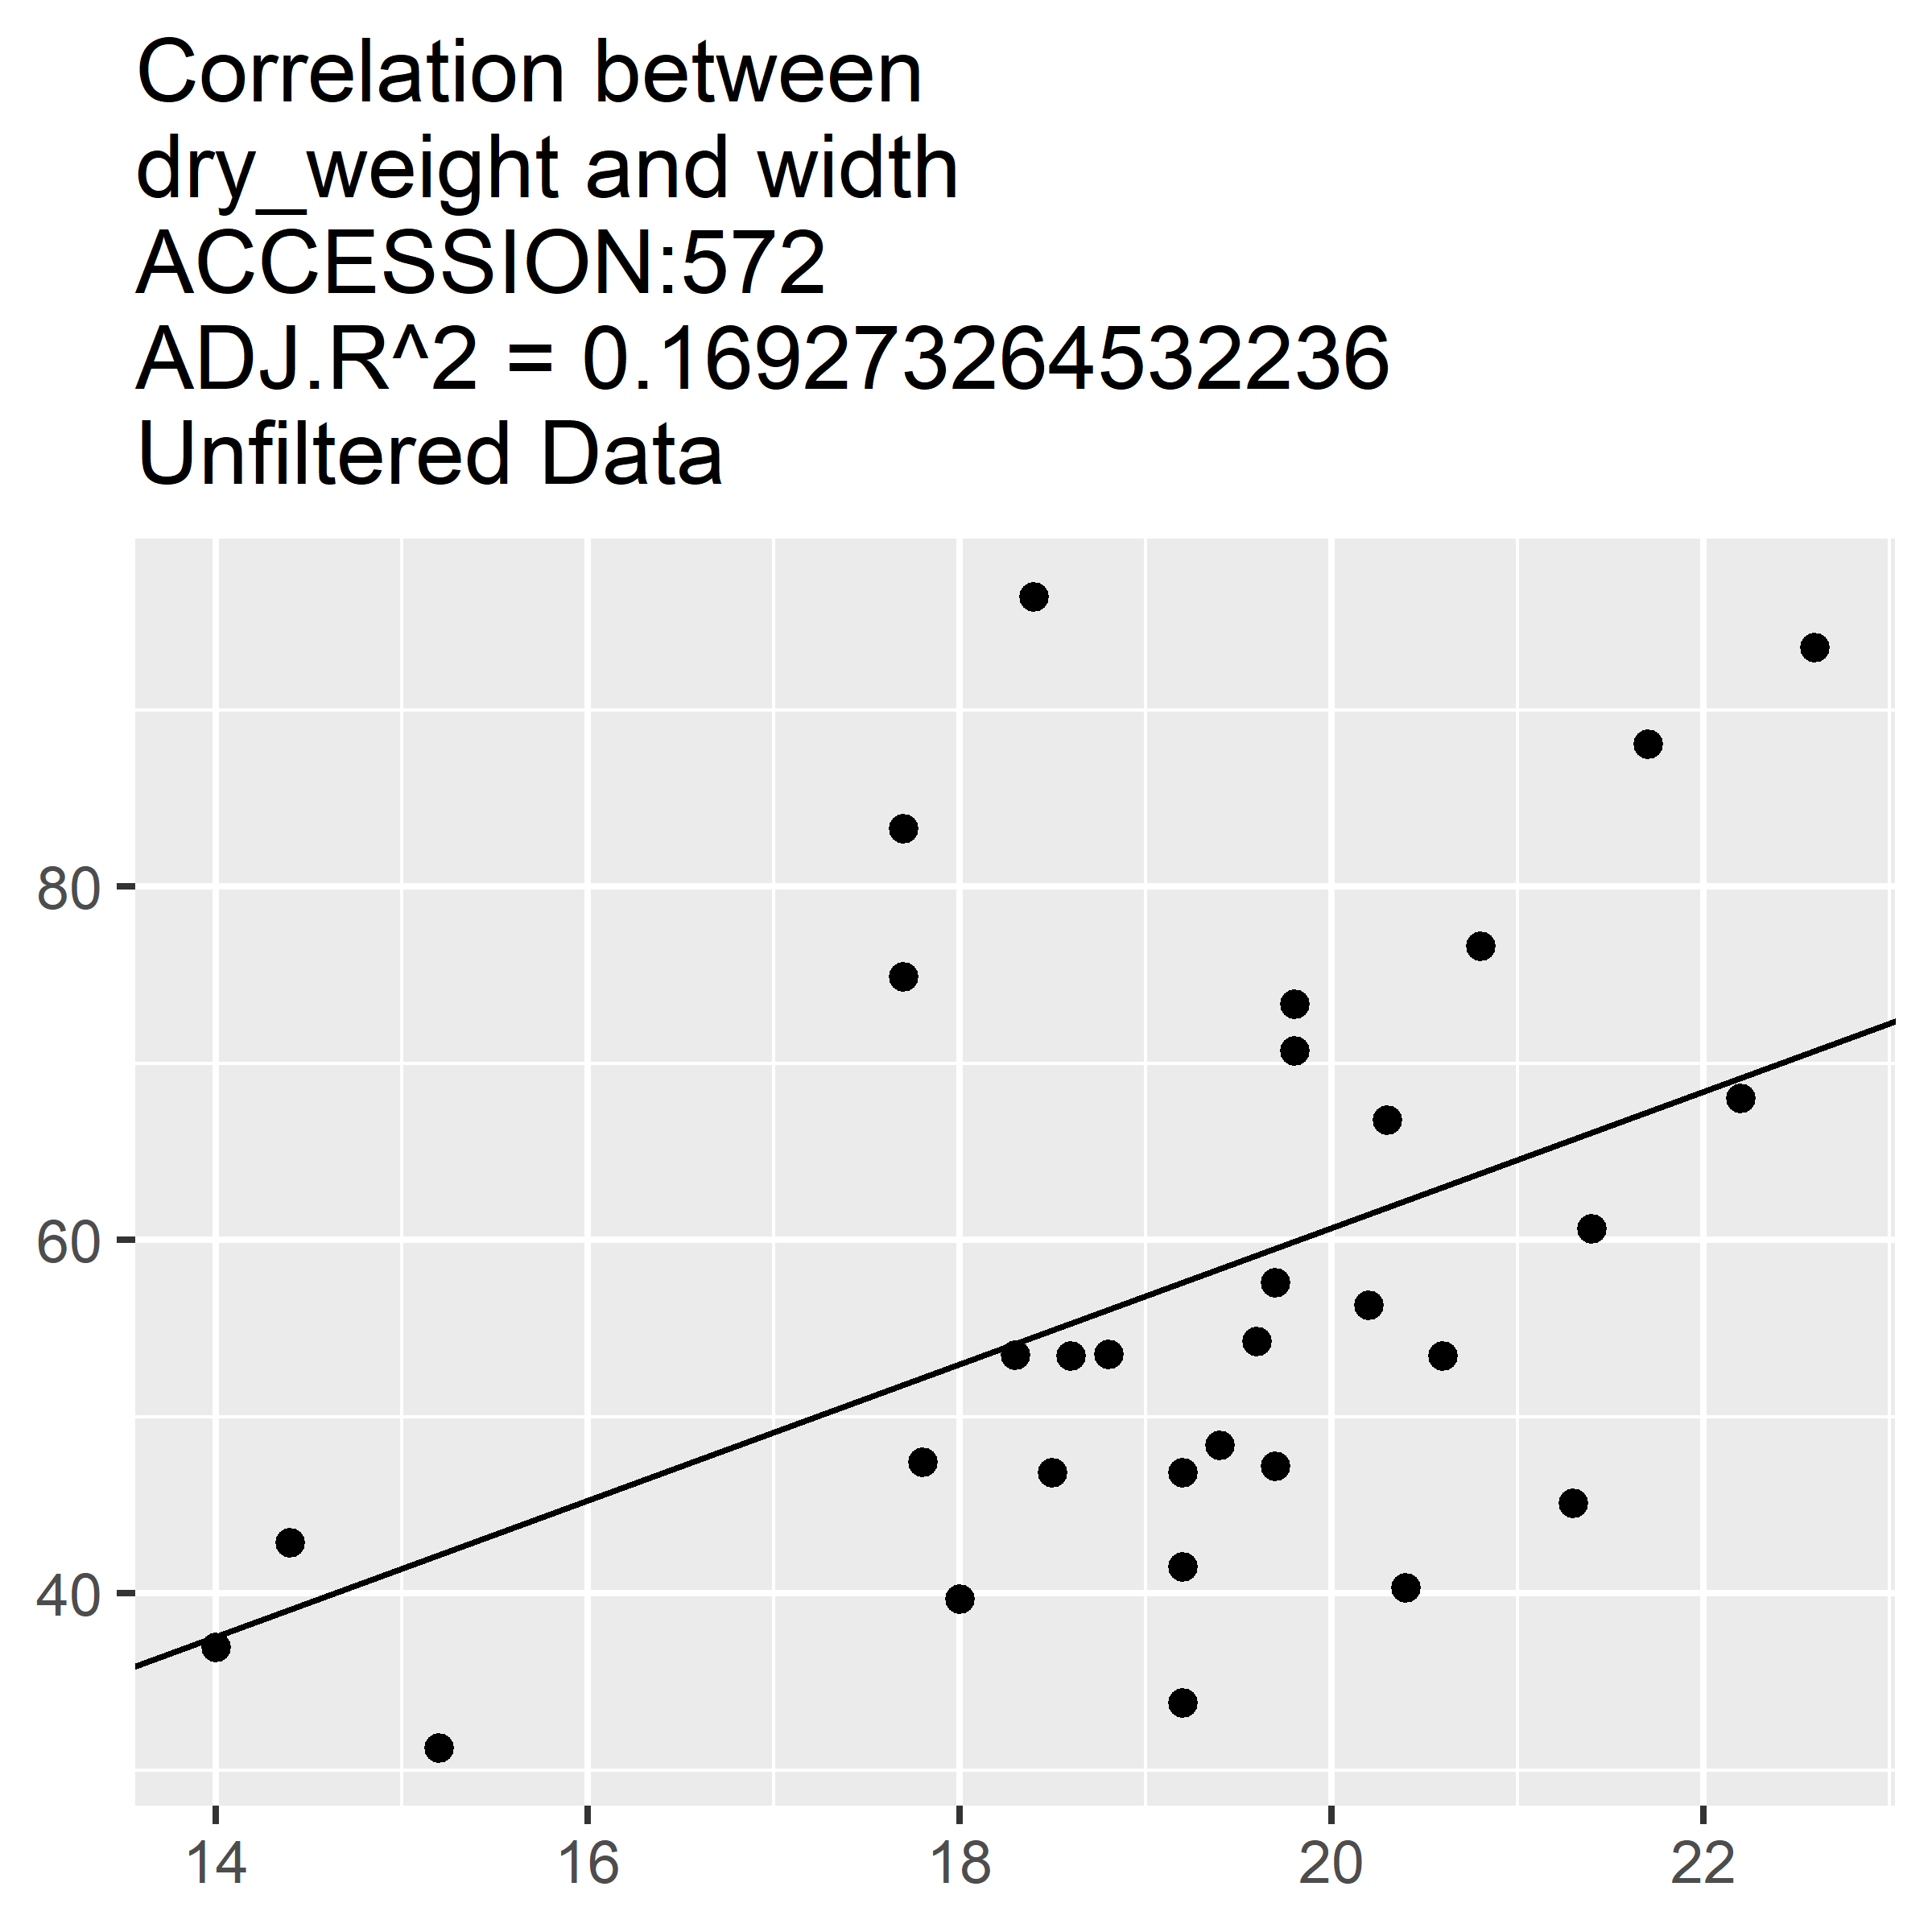 Correlation between
dry_weight and width
ACCESSION:572
ADJ.R^2 = 0.169273264532236
Unfiltered Data
80
60
40
14 16 18 20 22